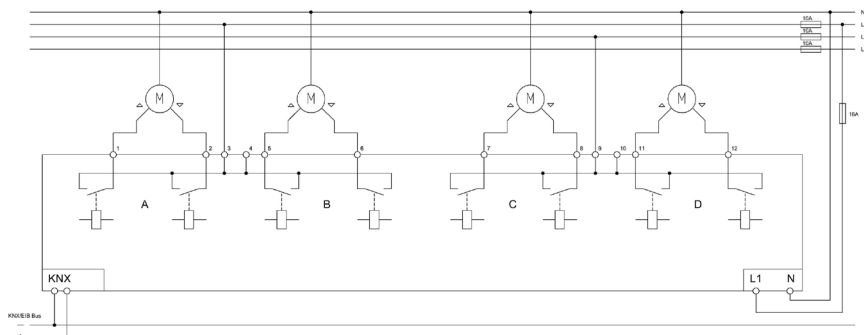 N
10A
L
10A
L
10A
L
M M M M
16A
1 2 3 4 5 6 7 8 9 10 11 12
A B C D
KNX L1 N
KNX/EIB Bus